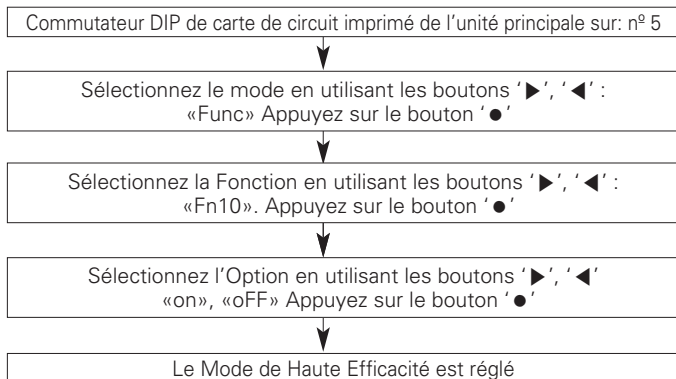 Commutateur DIP de carte de circuit imprimé de l'unité principale sur: nº 5
Sélectionnez le mode en utilisant les boutons ‘▶’, ‘◀’ :
«Func» Appuyez sur le bouton ‘●’
Sélectionnez la Fonction en utilisant les boutons ‘▶’, ‘◀’ :
«Fn10». Appuyez sur le bouton ‘●’
Sélectionnez l'Option en utilisant les boutons ‘▶’, ‘◀’
«on», «oFF» Appuyez sur le bouton ‘●’
Le Mode de Haute Efficacité est réglé